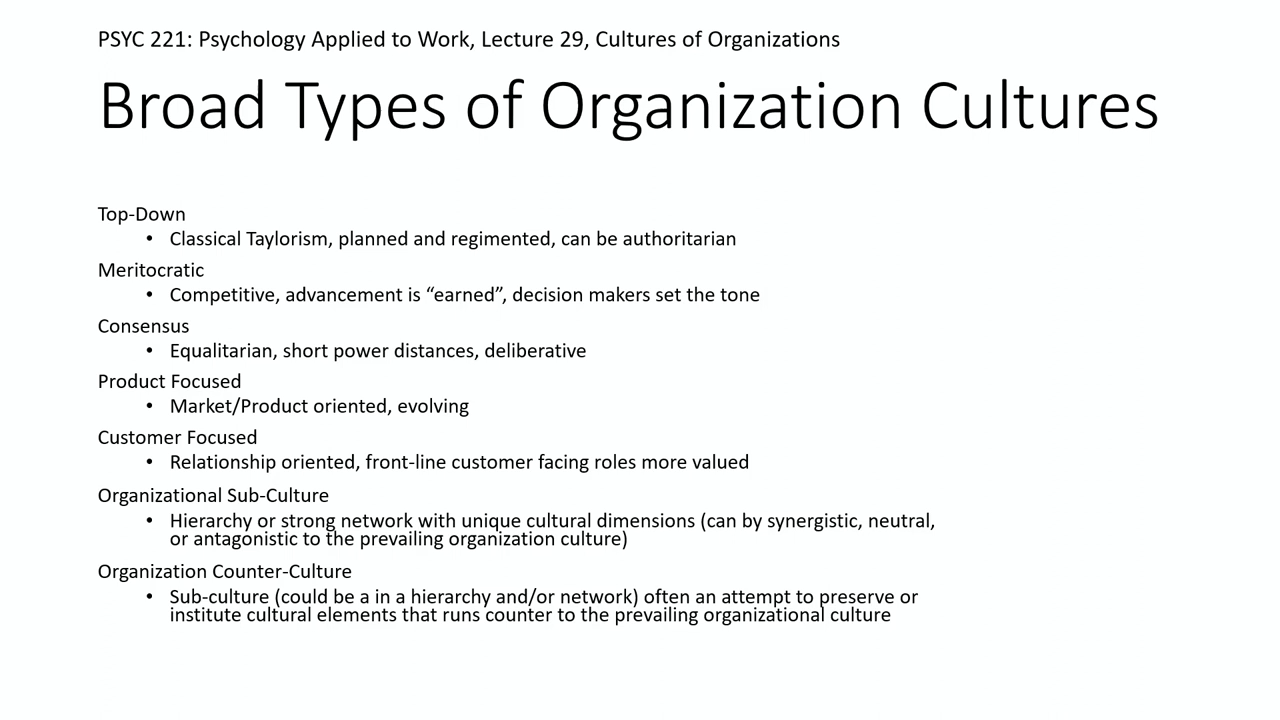 PSYC 221: Psychology Applied to Work, Lecture 29, Cultures of Organizations
Broad Types of Organization Cultures
Top-Down
• Classical Taylorism, planned and regimented, can be authoritarian
Meritocratic
• Competitive, advancement is “earned”, decision makers set the tone
Consensus
• Equalitarian, short power distances, deliberative
Product Focused
• Market/Product oriented, evolving
Customer Focused
• Relationship oriented, front-line customer facing roles more valued
Organizational Sub-Culture
• Hierarchy or strong network with unique cultural dimensions (can by synergistic, neutral,
or antagonistic to the prevailing organization culture)
Organization Counter-Culture
• Sub-culture (could be a in a hierarchy and/or network) often an attempt to preserve or
institute cultural elements that runs counter to the prevailing organizational culture